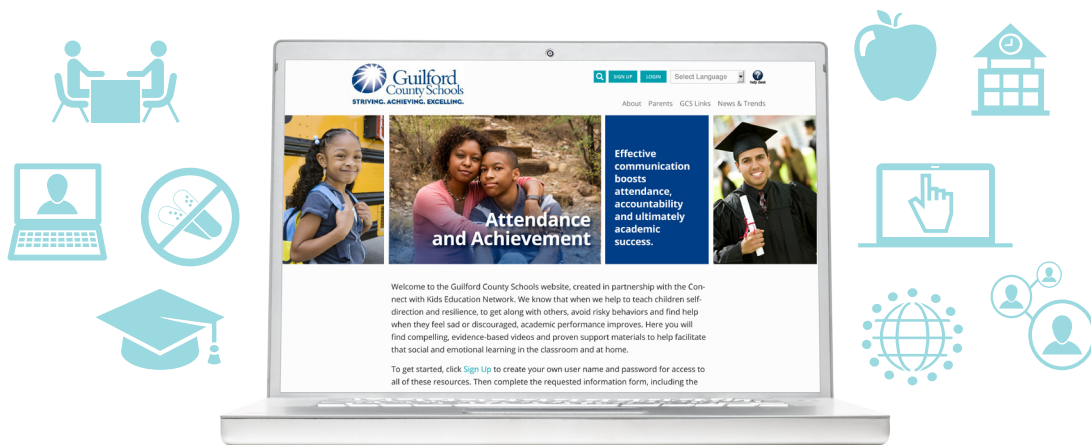 Guilford
County Schools
STRIVING. ACHIEVING. EXCELLING.
SIGN UP
LOGIN
Select Language
help desk
About Parents GCS Links News & Trends
Attendance
and Achievement
Effective
communication
boosts
attendance,
accountability
and ultimately
academic
success.
Welcome to the Guilford County Schools website, created in partnership with the Con-
nect with Kids Education Network. We know that when we help to teach children self-
direction and resilience, to get along with others, avoid risky behaviors and find help
when they feel sad or discouraged, academic performance improves. Here you will
find compelling, evidence-based videos and proven support materials to help facilitate
that social and emotional learning in the classroom and at home.
To get started, click Sign Up to create your own user name and password for access to
all of these resources. Then complete the requested information form, including the